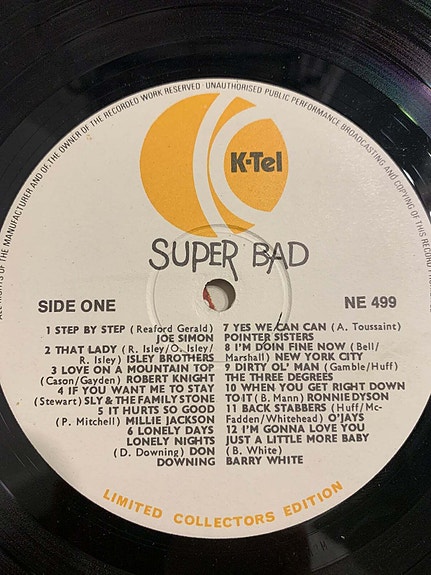 ALL RIGHTS OF THE MANUFACTURER AND OF THE OWNER OF THE RECORDED WORK RESERVED · UNAUTHORISED PUBLIC PERFORMANCE BROADCASTING AND COPYING OF THIS RECORD
K-Tel
SUPER BAD
SIDE ONE
NE 499
1 STEP BY STEP (Reaford Gerald)
JOE SIMON
2 THAT LADY (R. Isley/O. Isley/
R. Isley) ISLEY BROTHERS
3 LOVE ON A MOUNTAIN TOP
(Cason/Gayden) ROBERT KNIGHT
4 IF YOU WANT ME TO STAY
(Stewart) SLY & THE FAMILY STONE
5 IT HURTS SO GOOD
(P. Mitchell) MILLIE JACKSON
6 LONELY DAYS
LONELY NIGHTS
(D. Downing) DON
DOWNING
7 YES WE CAN CAN (A. Toussaint)
POINTER SISTERS
8 I'M DOIN FINE NOW (Bell/
Marshall) NEW YORK CITY
9 DIRTY OL' MAN (Gamble/Huff)
THE THREE DEGREES
10 WHEN YOU GET RIGHT DOWN
TO IT (B. Mann) RONNIE DYSON
11 BACK STABBERS (Huff/Mc-
Fadden/Whitehead) O'JAYS
12 I'M GONNA LOVE YOU
JUST A LITTLE MORE BABY
(B. White)
BARRY WHITE
LIMITED COLLECTORS EDITION